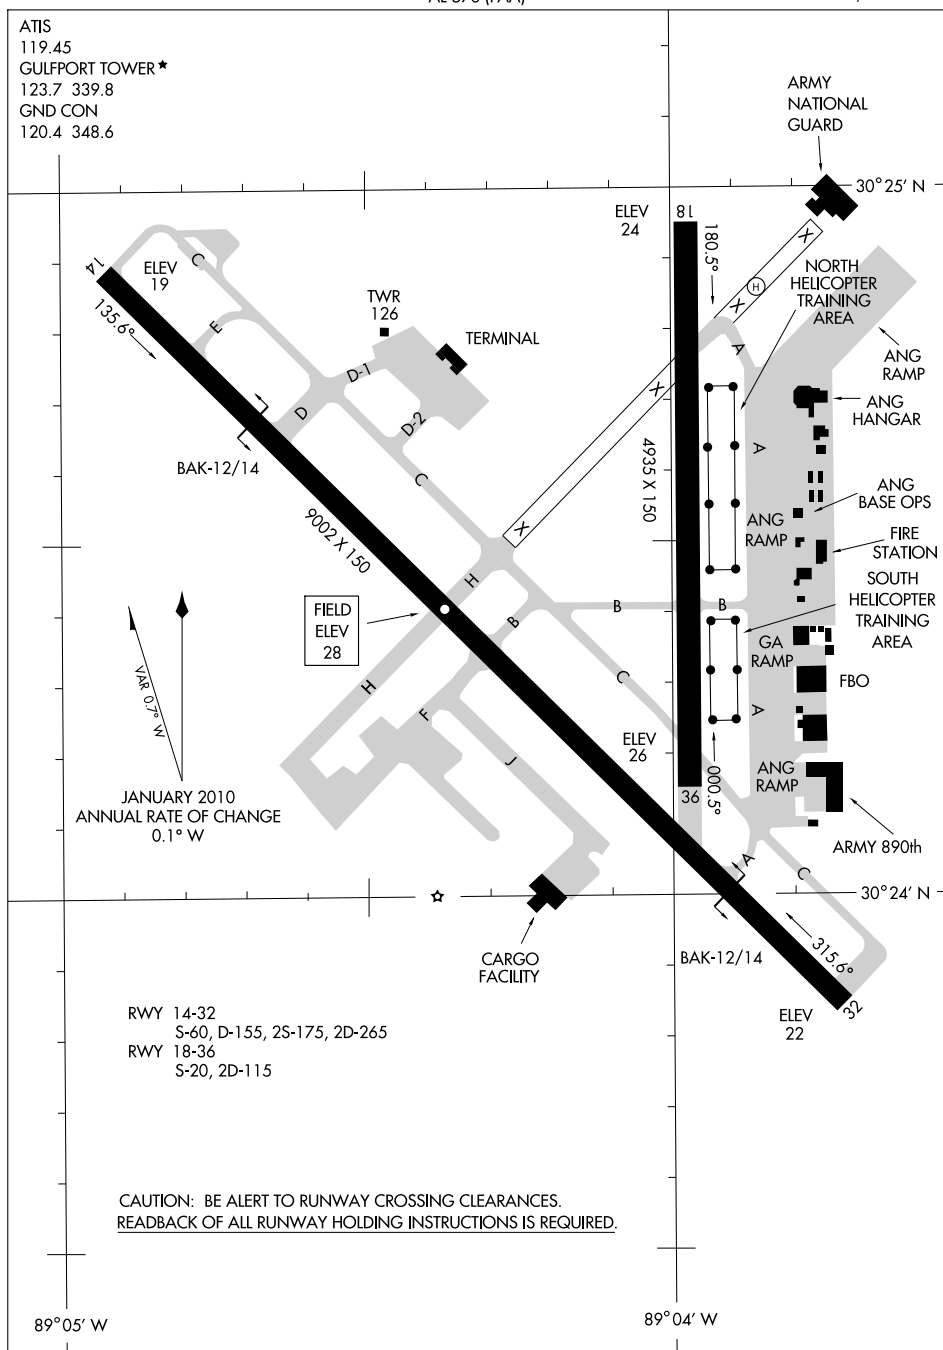 ATIS
119.45
GULFPORT TOWER★
123.7 339.8
GND CON
120.4 348.6
ARMY
NATIONAL
GUARD
30°25' N
ELEV
24
18
180.5°
X
X
H
NORTH
HELICOPTER
TRAINING
AREA
14
ELEV
19
C
135.6°
E
TWR
126
TERMINAL
D-1
D
D-2
C
A
ANG
RAMP
ANG
HANGAR
X
BAK-12/14
4935 X 150
A
ANG
BASE OPS
ANG
RAMP
FIRE
STATION
9002 X 150
X
H
B
B
B
SOUTH
HELICOPTER
TRAINING
AREA
FIELD
ELEV
28
GA
RAMP
FBO
VAR 0.7° W
H
F
C
A
J
ELEV
26
36
000.5°
ANG
RAMP
JANUARY 2010
ANNUAL RATE OF CHANGE
0.1° W
ARMY 890th
A
C
30°24' N
CARGO
FACILITY
BAK-12/14
315.6°
32
ELEV
22
RWY 14-32
S-60, D-155, 2S-175, 2D-265
RWY 18-36
S-20, 2D-115
CAUTION: BE ALERT TO RUNWAY CROSSING CLEARANCES.
READBACK OF ALL RUNWAY HOLDING INSTRUCTIONS IS REQUIRED.
89°05' W
89°04' W